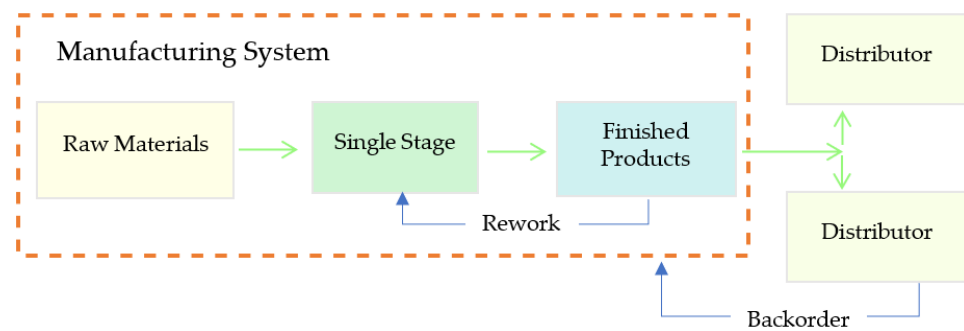 Manufacturing System
Distributor
Raw Materials
Single Stage
Finished
Products
Rework
Distributor
Backorder